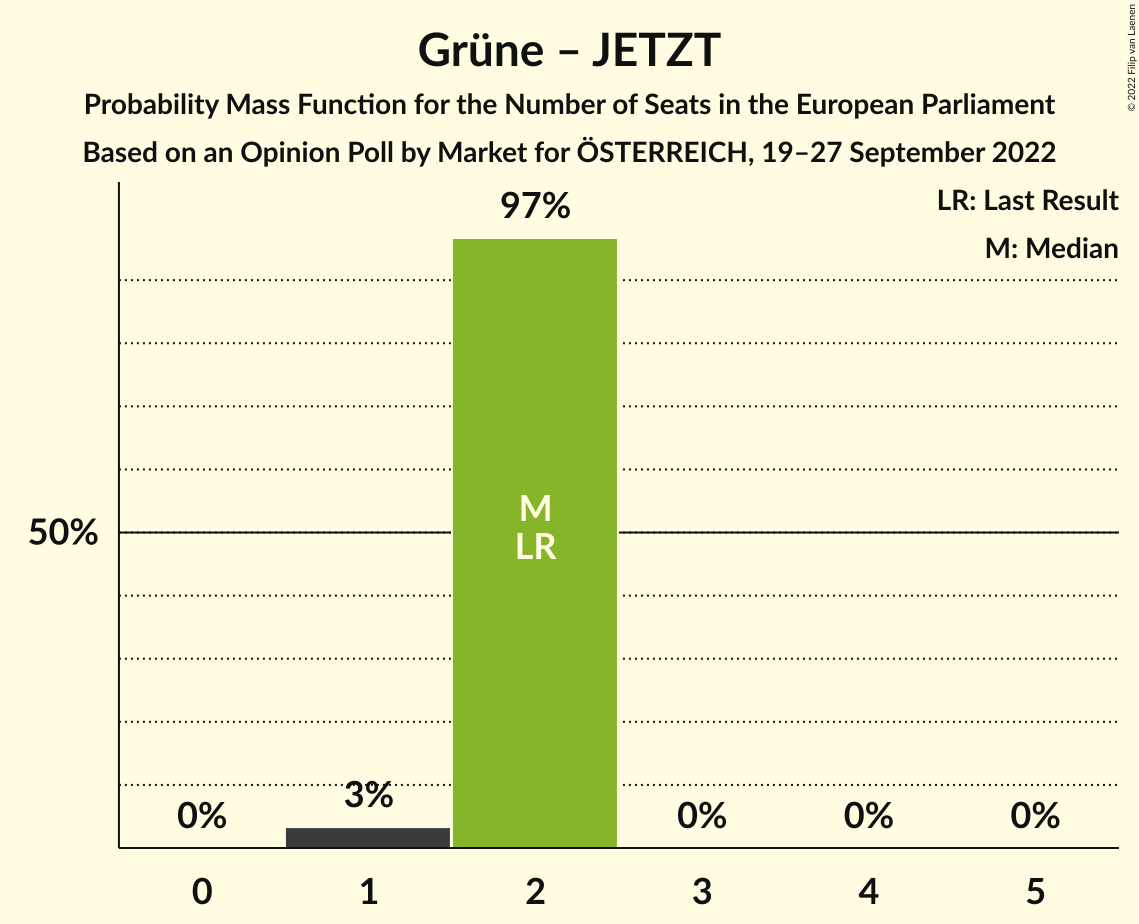 Grüne – JETZT
Probability Mass Function for the Number of Seats in the European Parliament
Based on an Opinion Poll by Market for ÖSTERREICH, 19–27 September 2022
© 2022 Filip van Laenen
LR: Last Result
M: Median
97%
M
LR
50%
0%
3%
0%
0%
0%
0
1
2
3
4
5